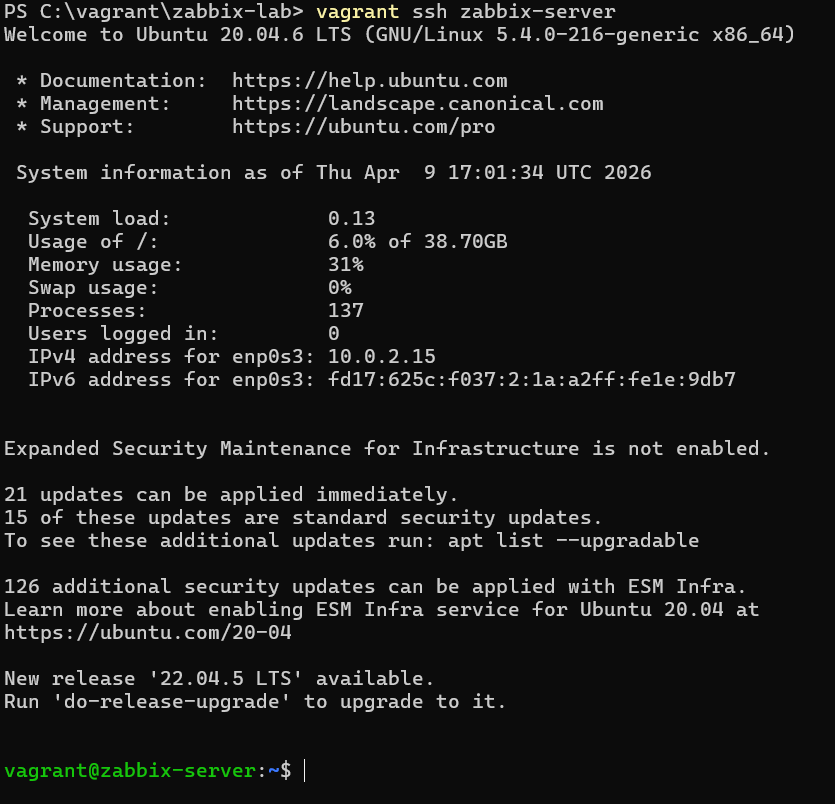 PS C:\vagrant\zabbix-lab> vagrant ssh zabbix-server
Welcome to Ubuntu 20.04.6 LTS (GNU/Linux 5.4.0-216-generic x86_64)
* Documentation:  https://help.ubuntu.com
* Management:     https://landscape.canonical.com
* Support:        https://ubuntu.com/pro
System information as of Thu Apr  9 17:01:34 UTC 2026
System load:             0.13
Usage of /:              6.0% of 38.70GB
Memory usage:            31%
Swap usage:              0%
Processes:               137
Users logged in:         0
IPv4 address for enp0s3: 10.0.2.15
IPv6 address for enp0s3: fd17:625c:f037:2:1a:a2ff:fe1e:9db7
Expanded Security Maintenance for Infrastructure is not enabled.
21 updates can be applied immediately.
15 of these updates are standard security updates.
To see these additional updates run: apt list --upgradable
126 additional security updates can be applied with ESM Infra.
Learn more about enabling ESM Infra service for Ubuntu 20.04 at
https://ubuntu.com/20-04
New release '22.04.5 LTS' available.
Run 'do-release-upgrade' to upgrade to it.
vagrant@zabbix-server:~$